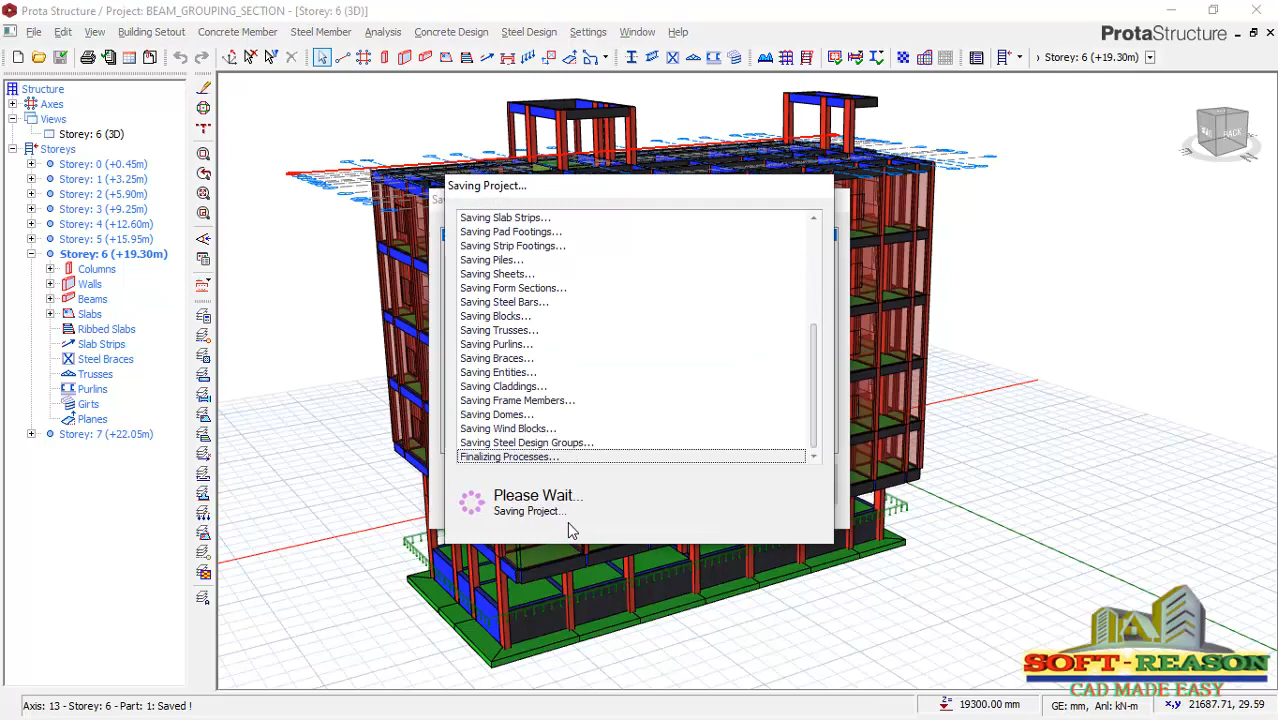 Prota Structure / Project: BEAM_GROUPING_SECTION - [Storey: 6 (3D)]
File Edit View Building Setout Concrete Member Steel Member Analysis Concrete Design Steel Design Settings Window Help
ProtaStructure
Storey: 6 (+19.30m)
Structure
Axes
Views
Storey: 6 (3D)
Storeys
Storey: 0 (+0.45m)
Storey: 1 (+3.25m)
Storey: 2 (+5.90m)
Storey: 3 (+9.25m)
Storey: 4 (+12.60m)
Storey: 5 (+15.95m)
Storey: 6 (+19.30m)
Columns
Walls
Beams
Slabs
Ribbed Slabs
Slab Strips
Steel Braces
Trusses
Purlins
Girts
Planes
Storey: 7 (+22.05m)
BACK
Saving Project...
Saving Slab Strips...
Saving Pad Footings...
Saving Strip Footings...
Saving Piles...
Saving Sheets...
Saving Form Sections...
Saving Steel Bars...
Saving Blocks...
Saving Trusses...
Saving Purlins...
Saving Braces...
Saving Entities...
Saving Claddings...
Saving Frame Members...
Saving Domes...
Saving Wind Blocks...
Saving Steel Design Groups...
Finalizing Processes...
Please Wait...
Saving Project...
SOFT-REASON
CAD MADE EASY
Axis: 13 - Storey: 6 - Part: 1: Saved !
Z= 19300.00 mm
GE: mm, Anl: kN-m
x,y 21687.71, 29.59